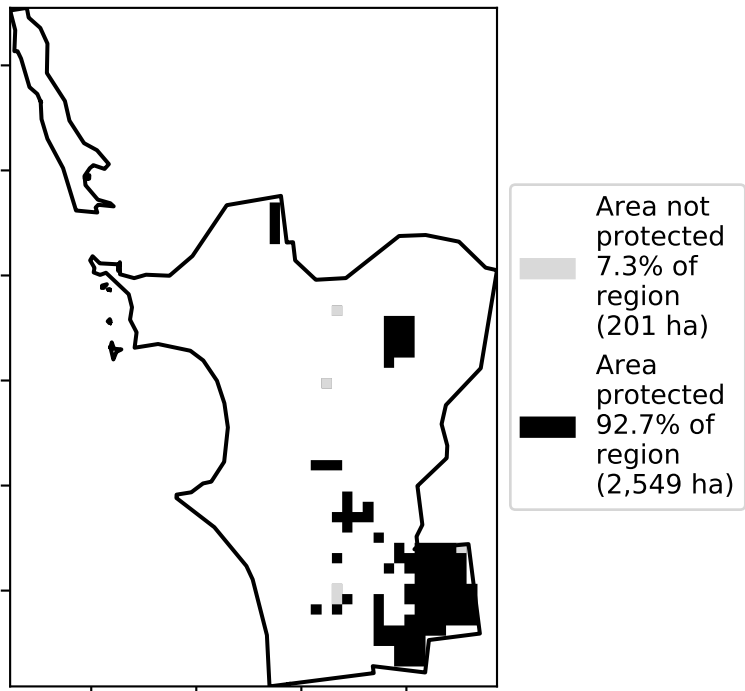 Area not
protected
7.3% of
region
(201 ha)
Area
protected
92.7% of
region
(2,549 ha)